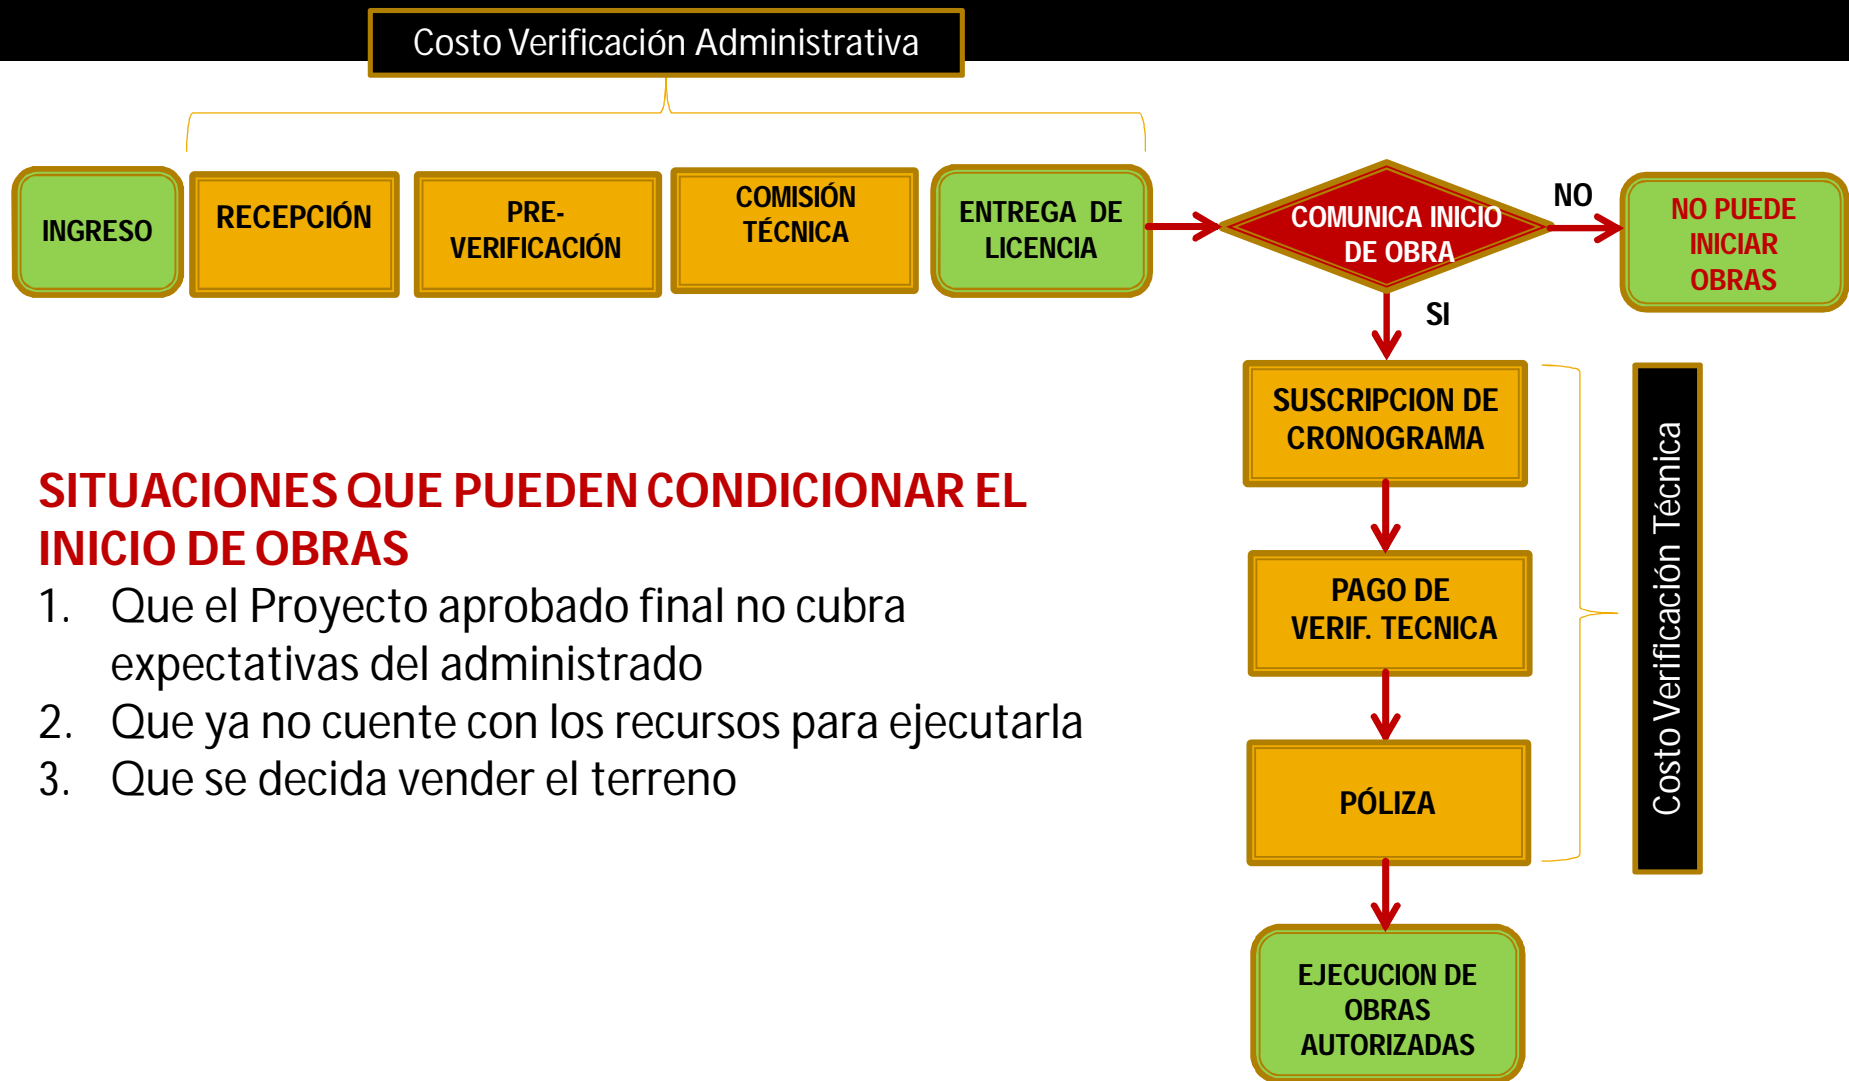 Costo Verificación Administrativa
INGRESO
RECEPCIÓN
PRE-
VERIFICACIÓN
COMISIÓN
TÉCNICA
ENTREGA DE
LICENCIA
COMUNICA INICIO
DE OBRA
NO
NO PUEDE
INICIAR
OBRAS
SI
SUSCRIPCION DE
CRONOGRAMA
PAGO DE
VERIF. TECNICA
PÓLIZA
EJECUCION DE
OBRAS
AUTORIZADAS
Costo Verificación Técnica
SITUACIONES QUE PUEDEN CONDICIONAR EL
INICIO DE OBRAS
1. Que el Proyecto aprobado final no cubra
expectativas del administrado
2. Que ya no cuente con los recursos para ejecutarla
3. Que se decida vender el terreno